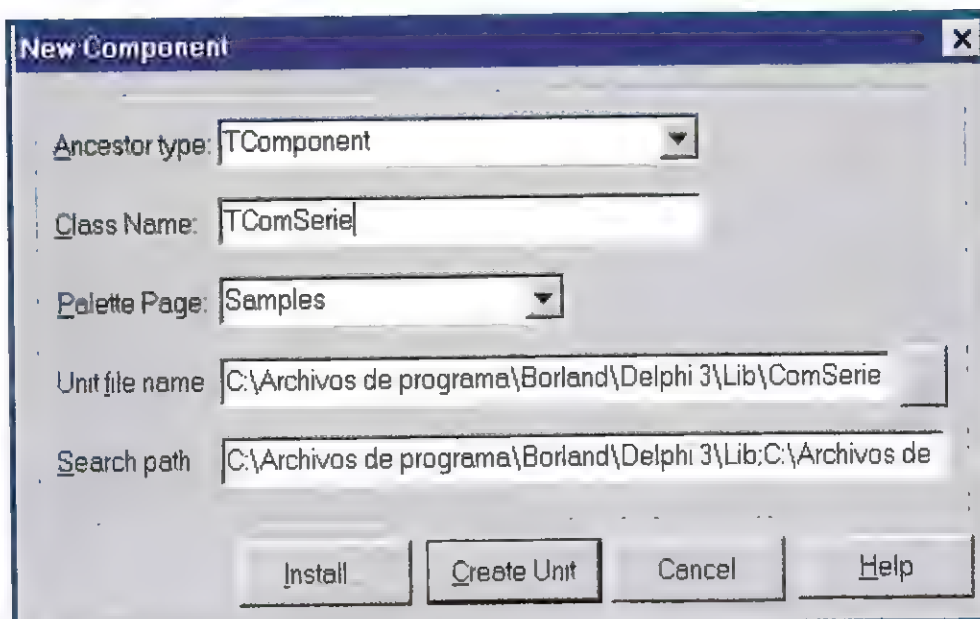 New Component
Ancestor type: TComponent
Class Name: TComSerie
Palette Page: Samples
Unit file name C:\Archivos de programa\Borland\Delphi 3\Lib\ComSerie
Search path C:\Archivos de programa\Borland\Delphi 3\Lib;C:\Archivos de
Install Create Unit Cancel Help